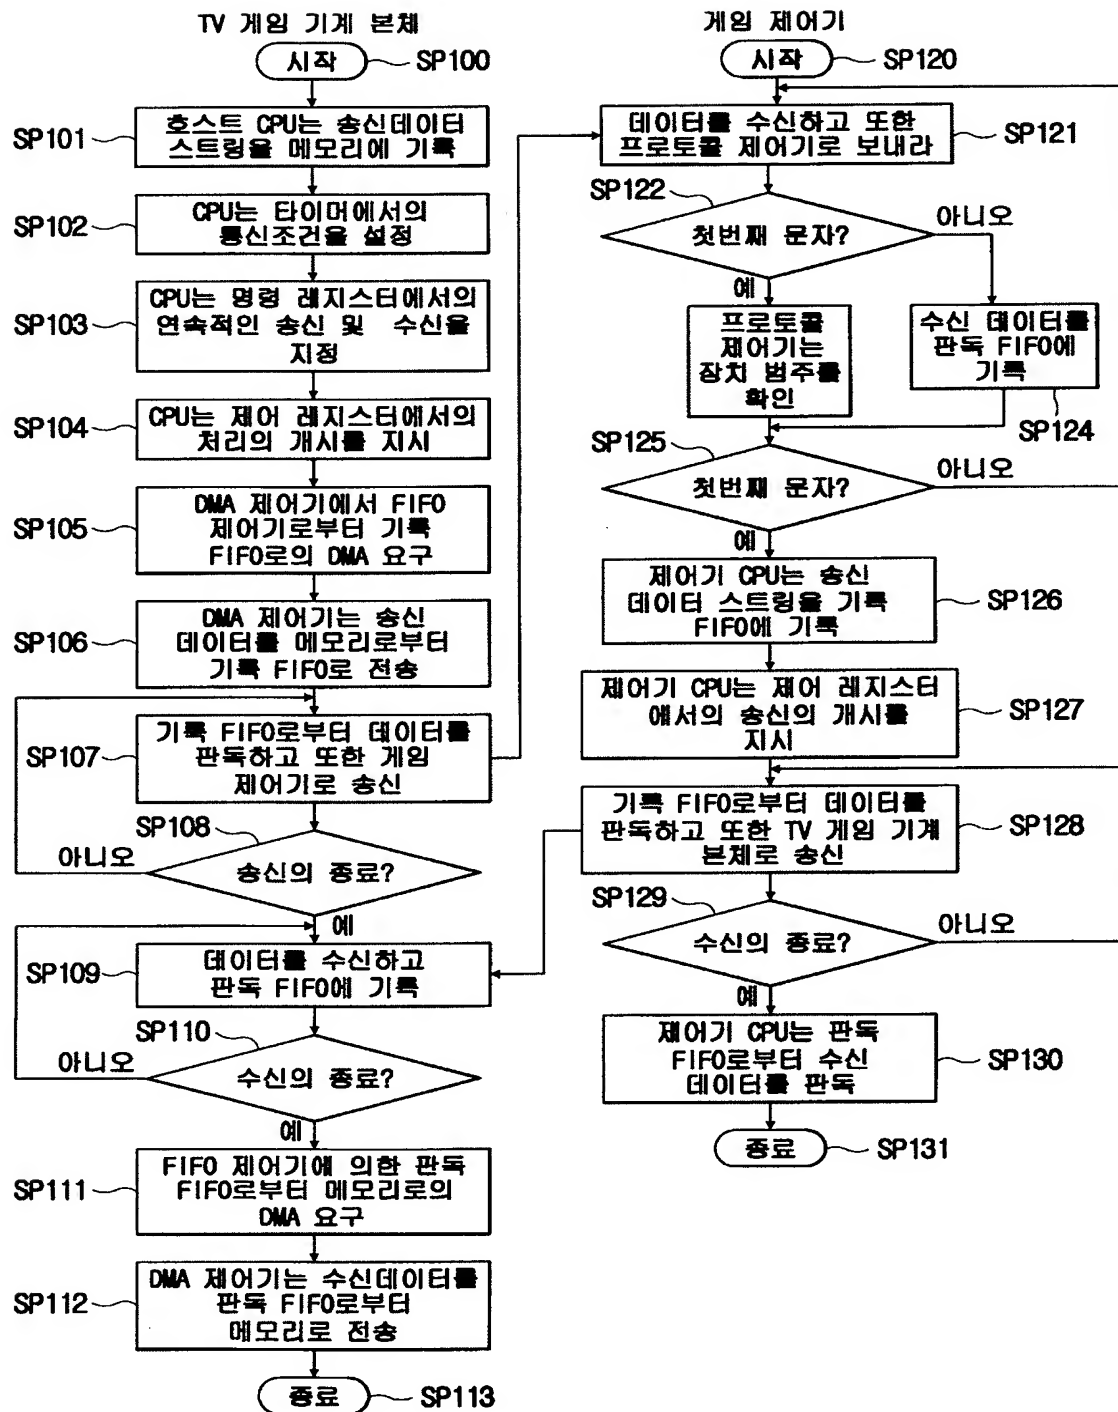 TV 게임 기계 본체
시작
SP100
SP101
호스트 CPU는 송신데이터
스트링을 메모리에 기록
SP102
CPU는 타이머에서의
통신조건을 설정
SP103
CPU는 명령 레지스터에서의
연속적인 송신 및 수신을
지정
SP104
CPU는 제어 레지스터에서의
처리의 개시를 지시
SP105
DMA 제어기에서 FIFO
제어기로부터 기록
FIFO로의 DMA 요구
SP106
DMA 제어기는 송신
데이터를 메모리로부터
기록 FIFO로 전송
SP107
기록 FIFO로부터 데이터를
판독하고 또한 게임
제어기로 송신
SP108
아니오
송신의 종료?
예
SP109
데이터를 수신하고
판독 FIFO에 기록
SP110
아니오
수신의 종료?
예
SP111
FIFO 제어기에 의한 판독
FIFO로부터 메모리로의
DMA 요구
SP112
DMA 제어기는 수신데이터를
판독 FIFO로부터
메모리로 전송
종료
SP113
게임 제어기
시작
SP120
데이터를 수신하고 또한
프로토콜 제어기로 보내라
SP121
SP122
첫번째 문자?
아니오
예
프로토콜
제어기는
장치 범주를
확인
수신 데이터를
판독 FIFO에
기록
SP124
SP125
첫번째 문자?
아니오
예
제어기 CPU는 송신
데이터 스트링을 기록
FIFO에 기록
SP126
제어기 CPU는 제어 레지스터
에서의 송신의 개시를
지시
SP127
기록 FIFO로부터 데이터를
판독하고 또한 TV 게임 기계
본체로 송신
SP128
SP129
수신의 종료?
아니오
예
제어기 CPU는 판독
FIFO로부터 수신
데이터를 판독
SP130
종료
SP131